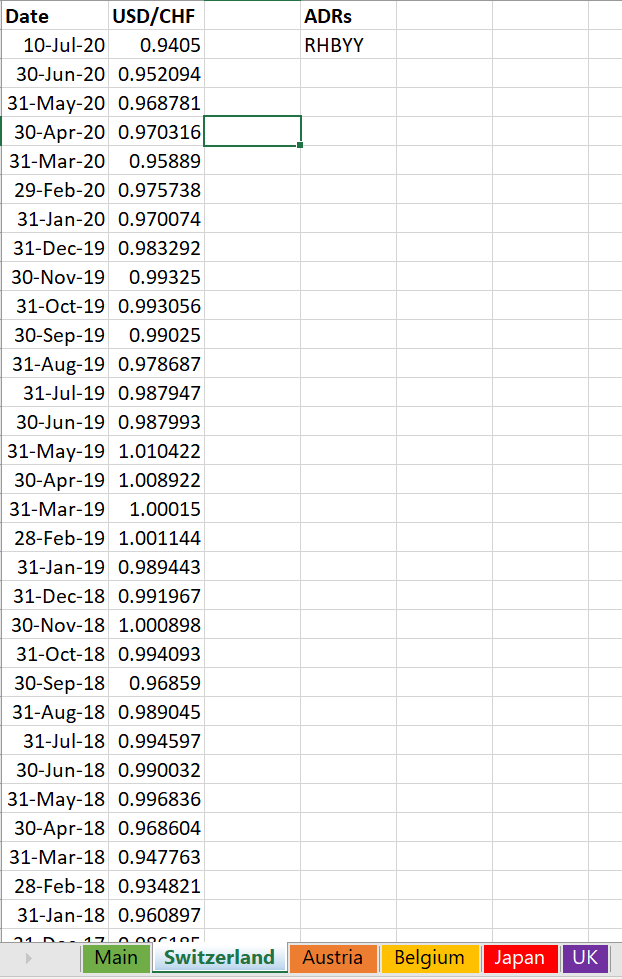 Date USD/CHF ADRs
10-Jul-20 0.9405 RHBYY
30-Jun-20 0.952094
31-May-20 0.968781
30-Apr-20 0.970316
31-Mar-20 0.95889
29-Feb-20 0.975738
31-Jan-20 0.970074
31-Dec-19 0.983292
30-Nov-19 0.99325
31-Oct-19 0.993056
30-Sep-19 0.99025
31-Aug-19 0.978687
31-Jul-19 0.987947
30-Jun-19 0.987993
31-May-19 1.010422
30-Apr-19 1.008922
31-Mar-19 1.00015
28-Feb-19 1.001144
31-Jan-19 0.989443
31-Dec-18 0.991967
30-Nov-18 1.000898
31-Oct-18 0.994093
30-Sep-18 0.96859
31-Aug-18 0.989045
31-Jul-18 0.994597
30-Jun-18 0.990032
31-May-18 0.996836
30-Apr-18 0.968604
31-Mar-18 0.947763
28-Feb-18 0.934821
31-Jan-18 0.960897
Main Switzerland Austria Belgium Japan UK